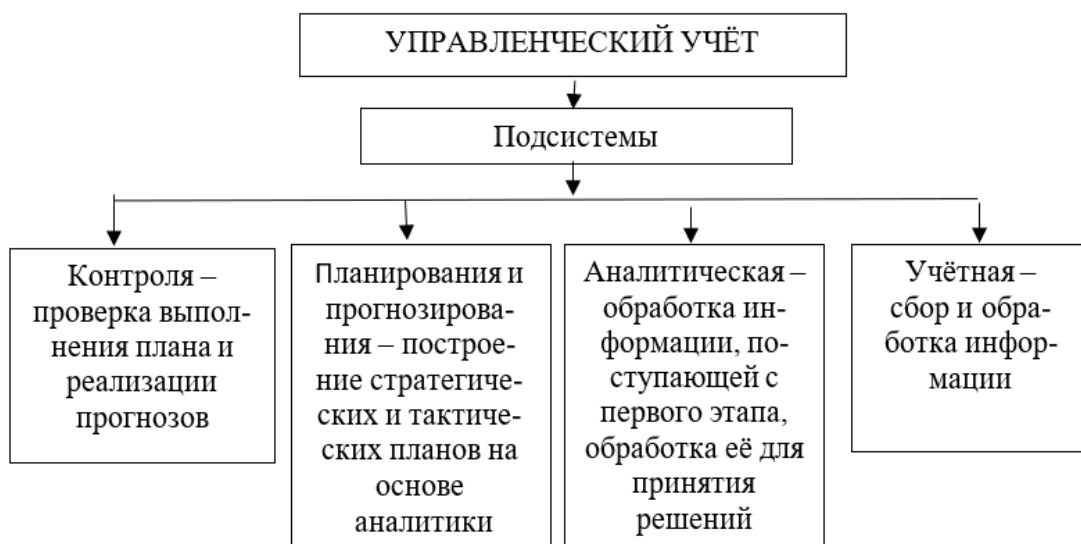 УПРАВЛЕНЧЕСКИЙ УЧЁТ
Подсистемы
Контроля –
проверка выпол-
нения плана и
реализации
прогнозов
Планирования и
прогнозирова-
ния – построе-
ние стратегиче-
ских и тактиче-
ских планов на
основе
аналитики
Аналитическая –
обработка ин-
формации, по-
ступающей с
первого этапа,
обработка её для
принятия
решений
Учётная –
сбор и обра-
ботка инфор-
мации